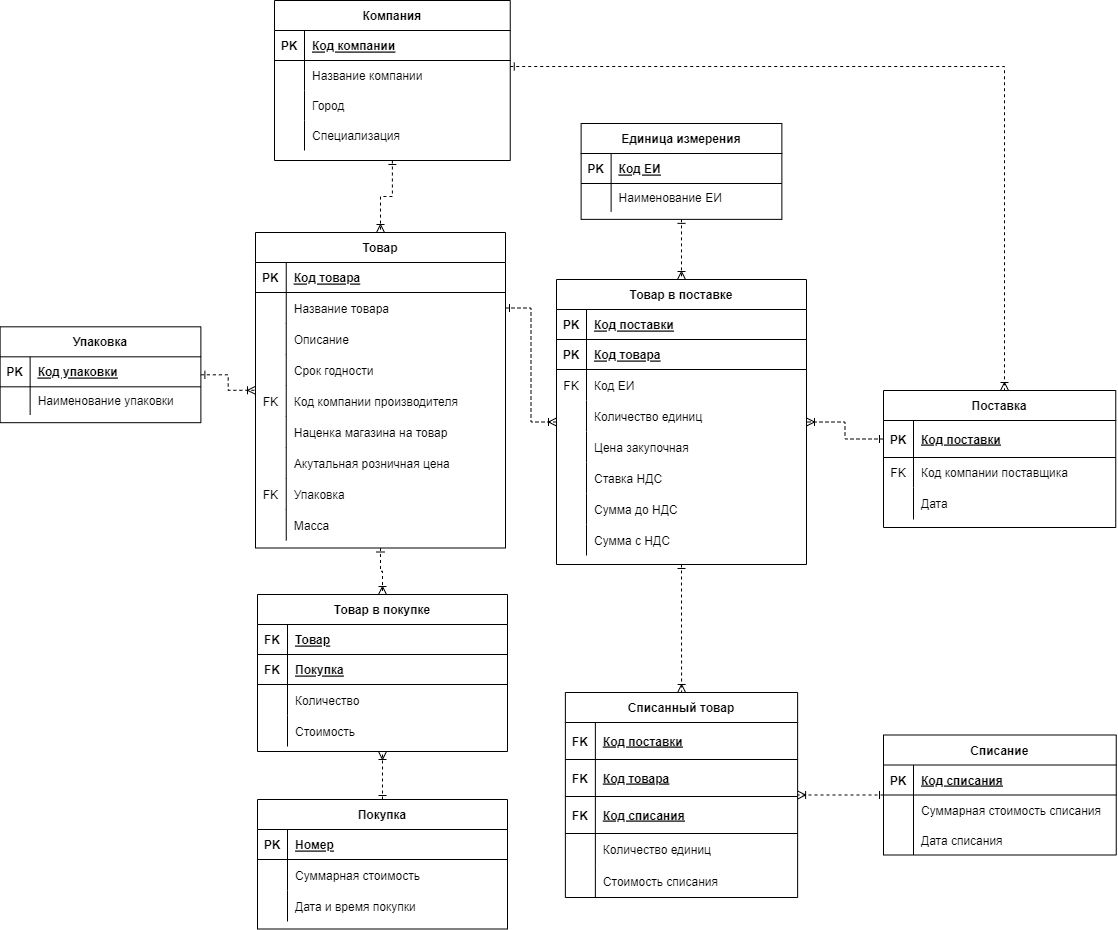 Компания
PK Код компании
Название компании
Город
Специализация
Единица измерения
PK Код ЕИ
Наименование ЕИ
Товар
PK Код товара
Название товара
Описание
Срок годности
FK Код компании производителя
Наценка магазина на товар
Акутальная розничная цена
FK Упаковка
Масса
Товар в поставке
PK Код поставки
PK Код товара
FK Код ЕИ
Количество единиц
Цена закупочная
Ставка НДС
Сумма до НДС
Сумма с НДС
Упаковка
PK Код упаковки
Наименование упаковки
Поставка
PK Код поставки
FK Код компании поставщика
Дата
Товар в покупке
FK Товар
FK Покупка
Количество
Стоимость
Списанный товар
FK Код поставки
FK Код товара
FK Код списания
Количество единиц
Стоимость списания
Списание
PK Код списания
Суммарная стоимость списания
Дата списания
Покупка
PK Номер
Суммарная стоимость
Дата и время покупки